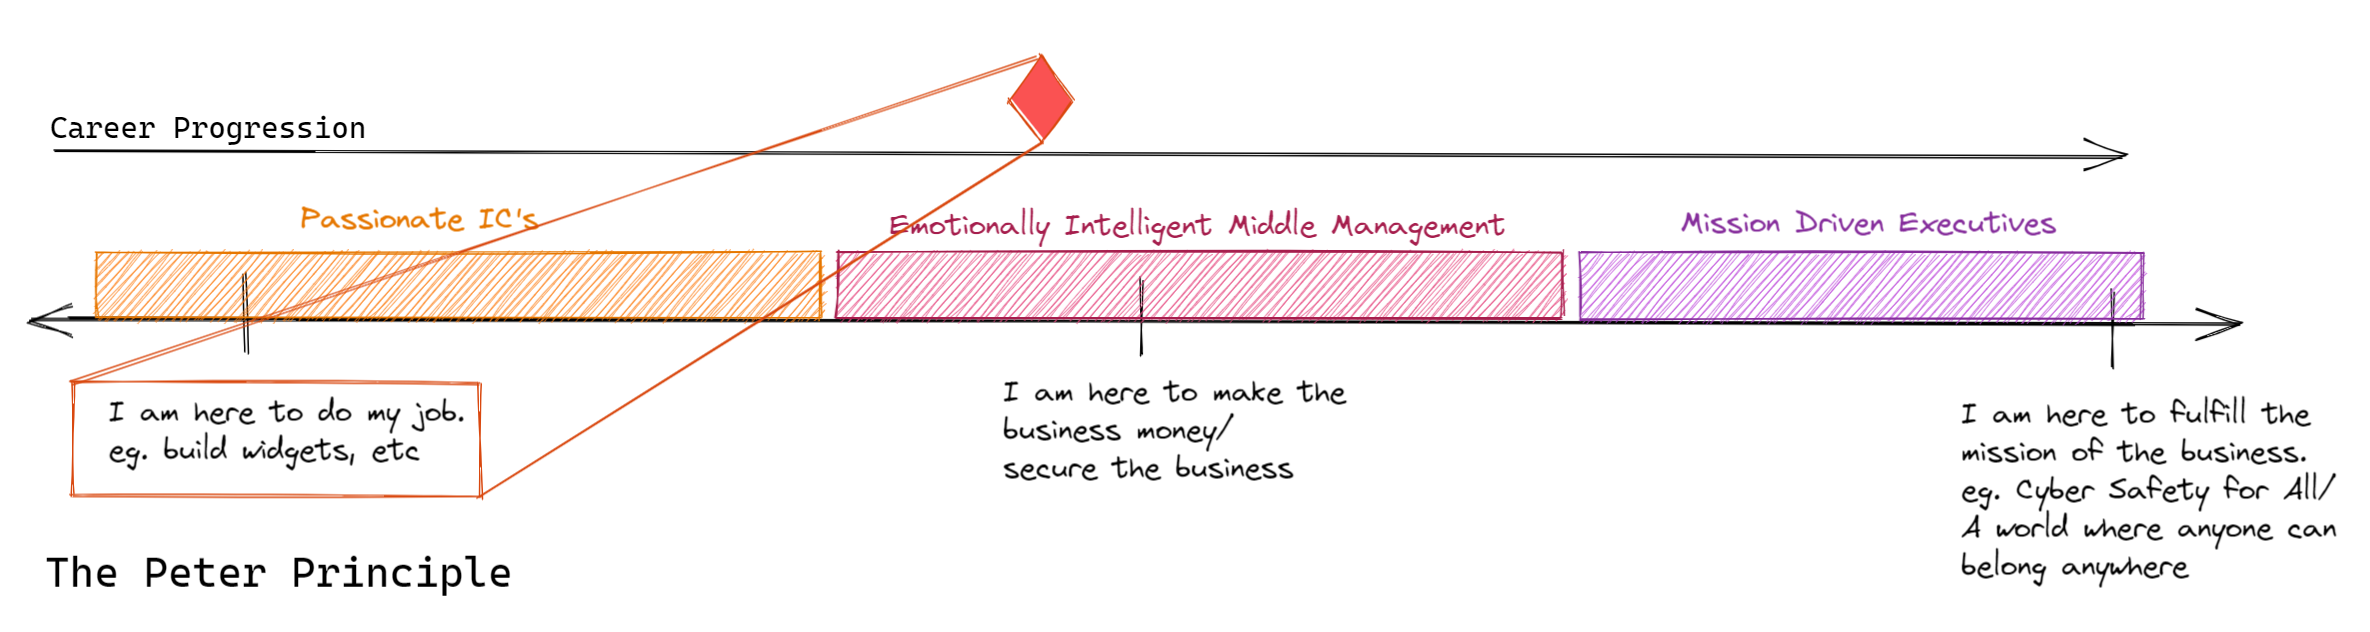 Career Progression
Passionate IC's
Emotionally Intelligent Middle Management
Mission Driven Executives
I am here to do my job.
eg. build widgets, etc
I am here to make the
business money/
secure the business
I am here to fulfill the
mission of the business.
eg. Cyber Safety for All/
A world where anyone can
belong anywhere
The Peter Principle